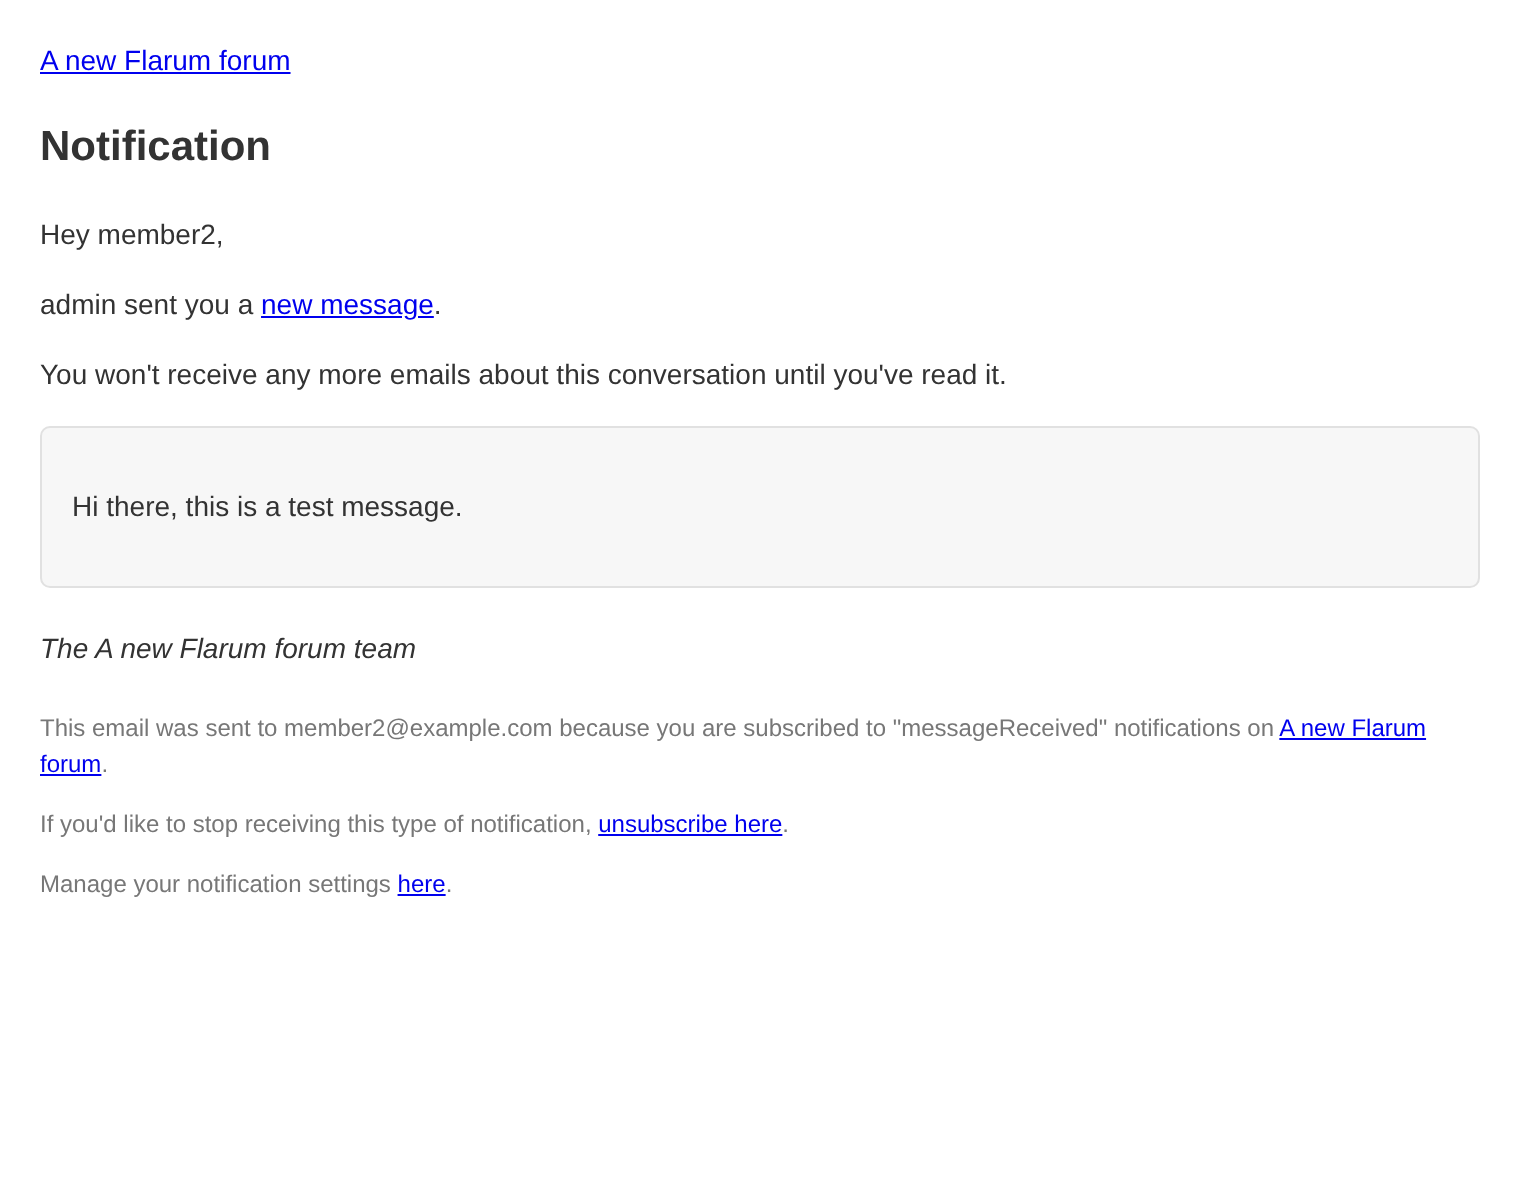 A new Flarum forum
Notification
Hey member2,
admin sent you a new message.
You won't receive any more emails about this conversation until you've read it.
Hi there, this is a test message.
The A new Flarum forum team
This email was sent to member2@example.com because you are subscribed to "messageReceived" notifications on A new Flarum
forum.
If you'd like to stop receiving this type of notification, unsubscribe here.
Manage your notification settings here.